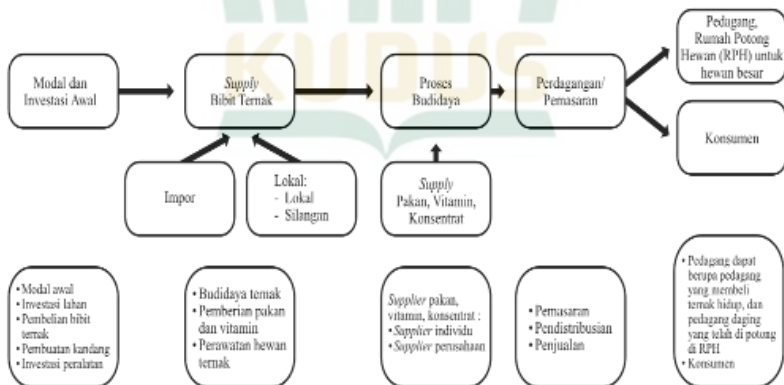 KUDUS
Modal dan
Investasi Awal
Supply
Bibit Ternak
Proses
Budidaya
Perdagangan/
Pemasaran
Pedagang,
Rumah Potong
Hewan (RPH) untuk
hewan besar
Konsumen
Impor
Lokal:
- Lokal
- Silangan
Supply
Pakan, Vitamin,
Konsentrat
• Modal awal
• Investasi lahan
• Pembelian bibit
ternak
• Pembuatan kandang
• Investasi peralatan
• Budidaya ternak
• Pemberian pakan
dan vitamin
• Perawatan hewan
ternak
Supplier pakan,
vitamin, konsentrat :
• Supplier individu
• Supplier perusahaan
• Pemasaran
• Pendistribusian
• Penjualan
• Pedagang dapat
berupa pedagang
yang membeli
ternak hidup, dan
pedagang daging
yang telah di potong
di RPH
• Konsumen